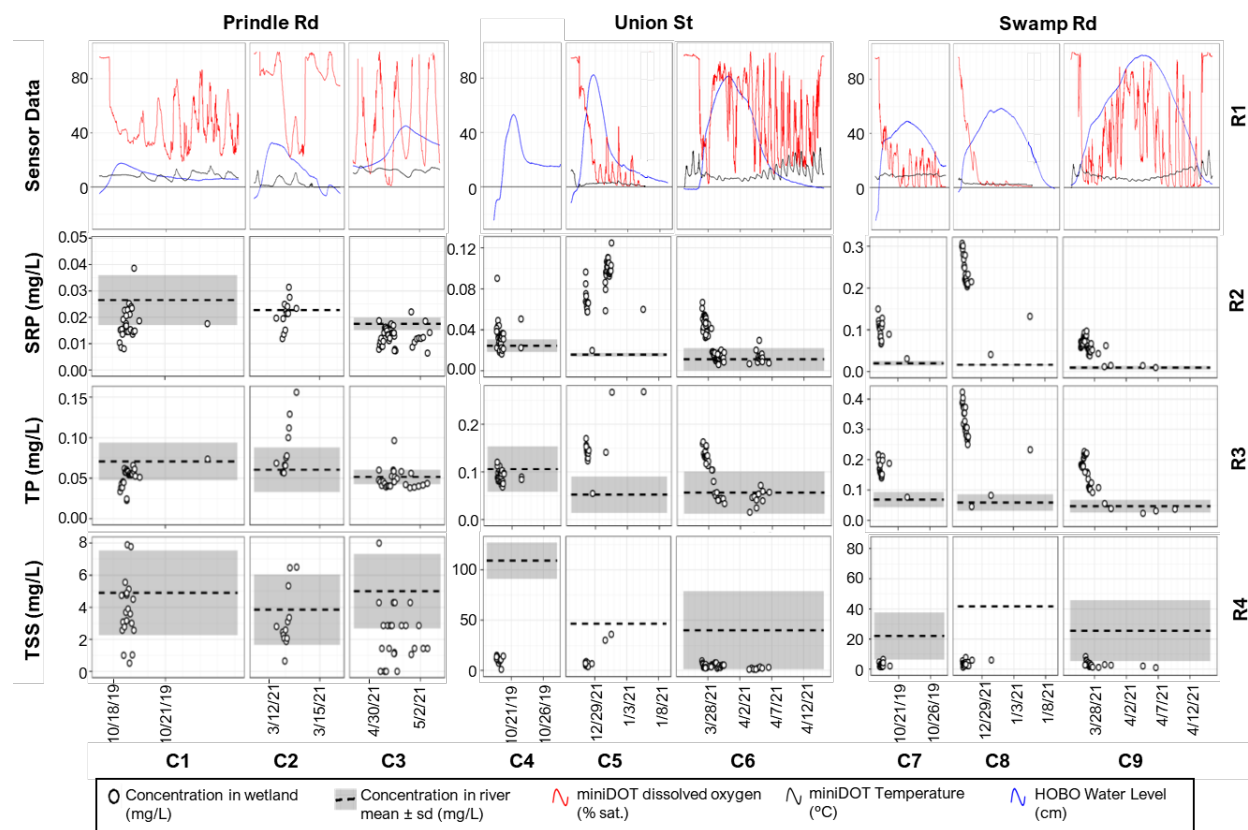 Prindle Rd Union St Swamp Rd
Sensor Data
80
40
0
80
40
0
80
40
0
R1
SRP (mg/L)
0.05
0.04
0.03
0.02
0.01
0.00
0.12
0.08
0.04
0.00
0.3
0.2
0.1
0.0
R2
TP (mg/L)
0.15
0.10
0.05
0.00
0.2
0.1
0.0
0.4
0.3
0.2
0.1
0.0
R3
TSS (mg/L)
8
6
4
2
0
100
50
0
80
60
40
20
0
R4
10/18/19 10/21/19 3/12/21 3/15/21 4/30/21 5/2/21 10/21/19 10/26/19 12/29/21 1/3/21 1/8/21 3/28/21 4/2/21 4/7/21 4/12/21 10/21/19 10/26/19 12/29/21 1/3/21 1/8/21 3/28/21 4/2/21 4/7/21 4/12/21
C1 C2 C3 C4 C5 C6 C7 C8 C9
Concentration in wetland
(mg/L)
Concentration in river
mean ± sd (mg/L)
miniDOT dissolved oxygen
(% sat.)
miniDOT Temperature
(ºC)
HOBO Water Level
(cm)